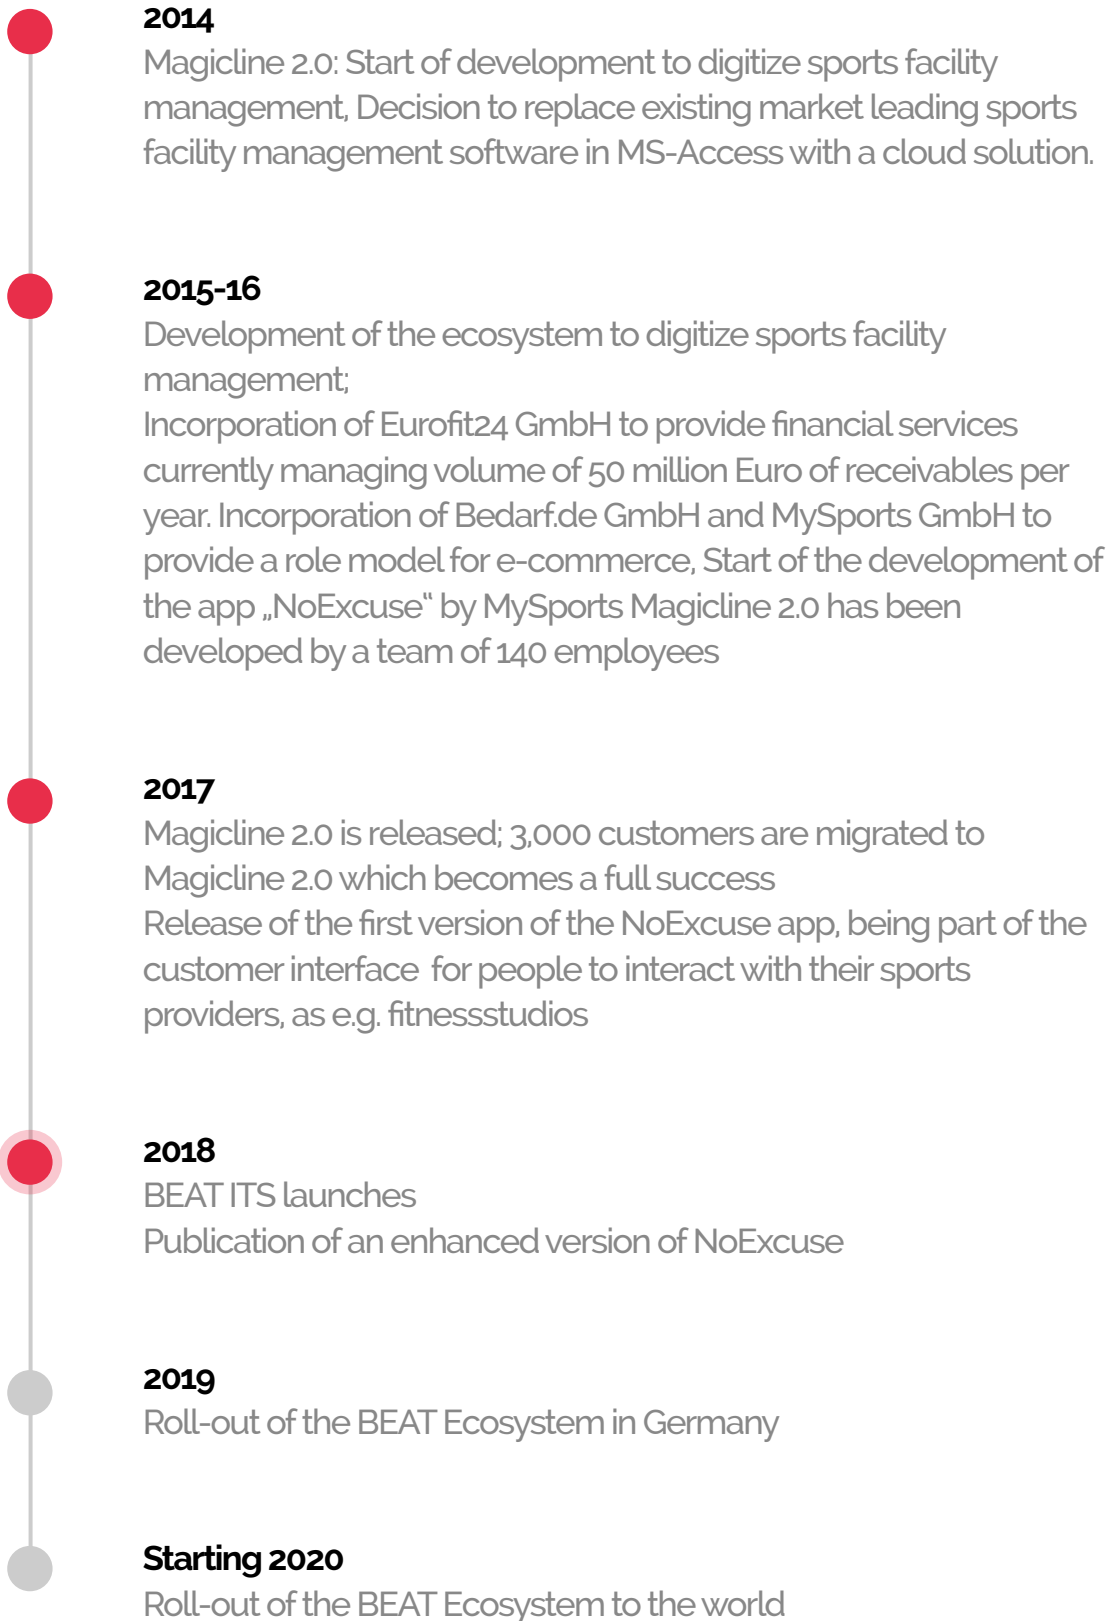 2014
Magicline 2.0: Start of development to digitize sports facility
management, Decision to replace existing market leading sports
facility management software in MS-Access with a cloud solution.
2015-16
Development of the ecosystem to digitize sports facility
management;
Incorporation of Eurofit24 GmbH to provide financial services
currently managing volume of 50 million Euro of receivables per
year. Incorporation of Bedarf.de GmbH and MySports GmbH to
provide a role model for e-commerce, Start of the development of
the app „NoExcuse“ by MySports Magicline 2.0 has been
developed by a team of 140 employees
2017
Magicline 2.0 is released; 3,000 customers are migrated to
Magicline 2.0 which becomes a full success
Release of the first version of the NoExcuse app, being part of the
customer interface  for people to interact with their sports
providers, as e.g. fitnessstudios
2018
BEAT ITS launches
Publication of an enhanced version of NoExcuse
2019
Roll-out of the BEAT Ecosystem in Germany
Starting 2020
Roll-out of the BEAT Ecosystem to the world